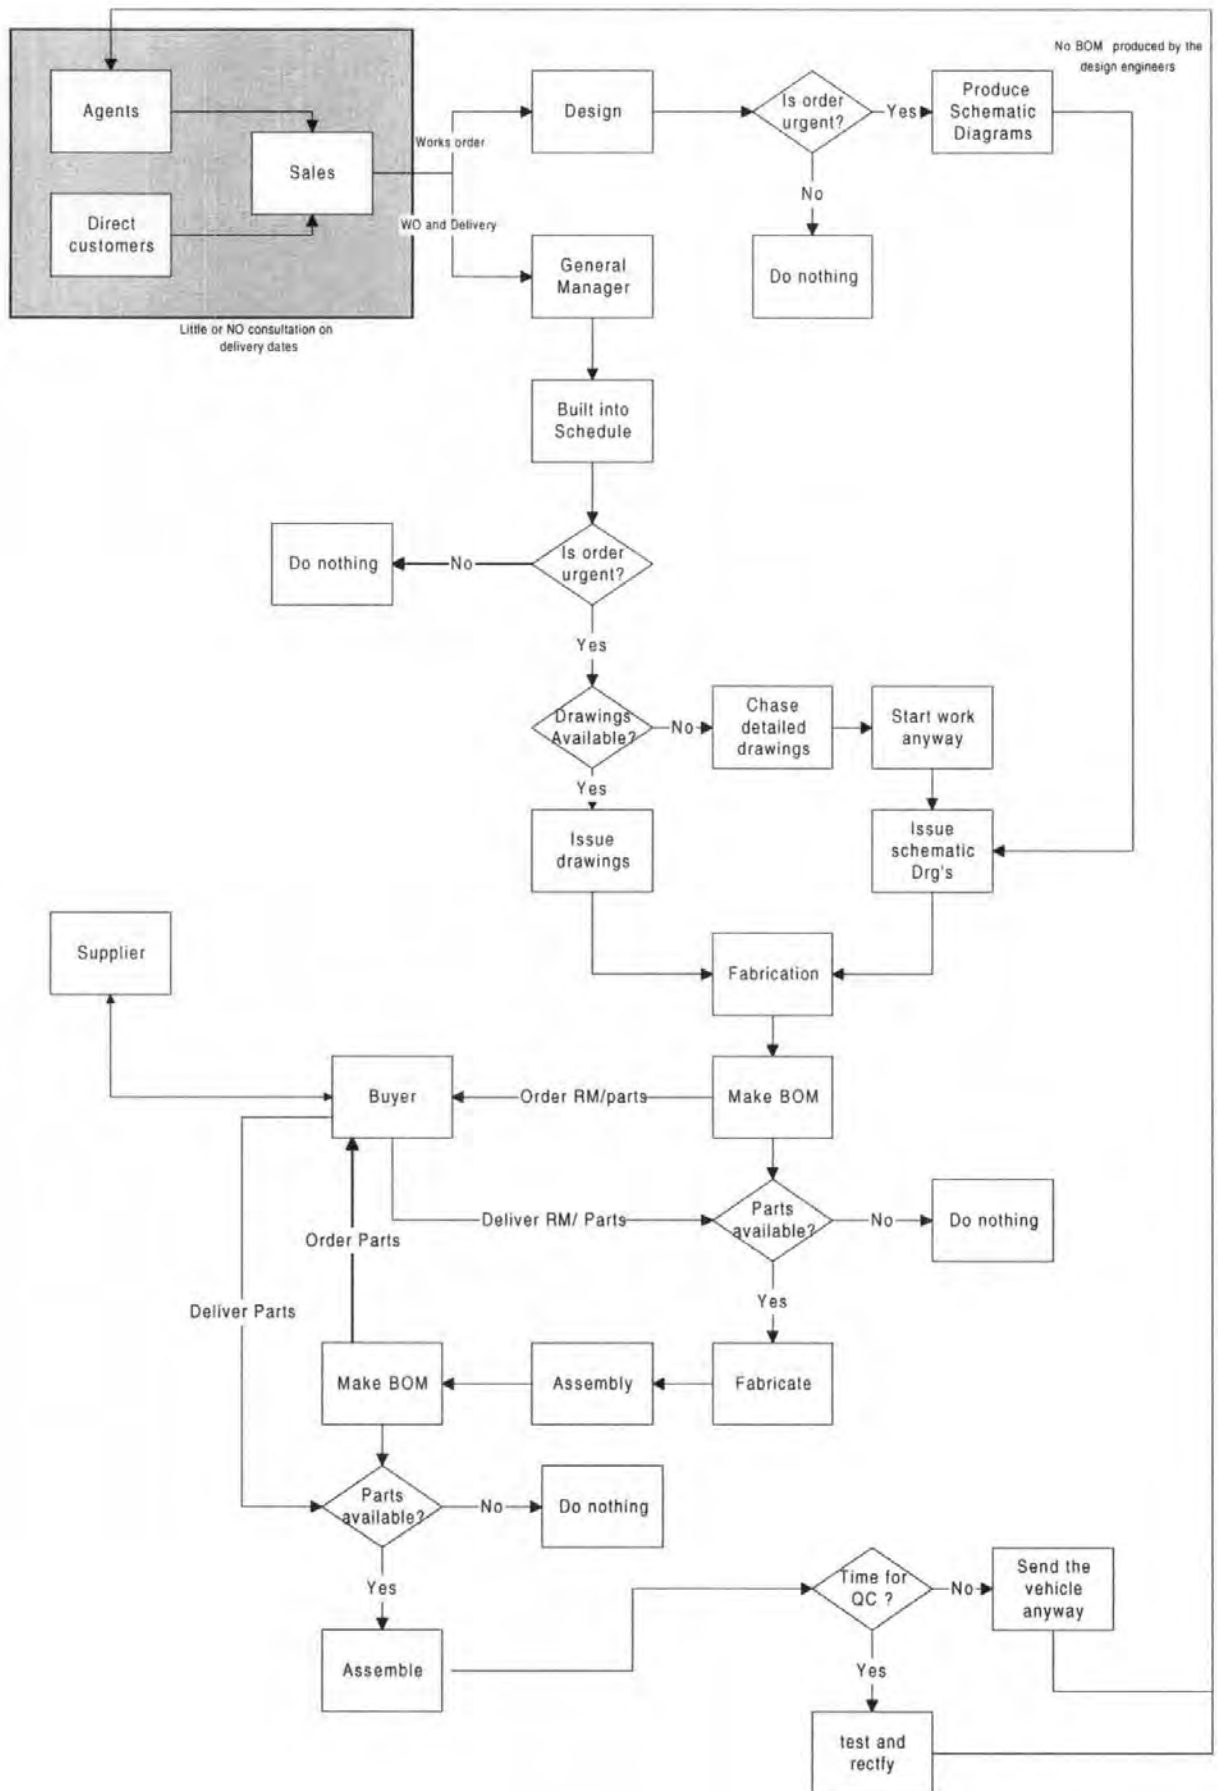 No BOM produced by the
design engineers
Agents
Sales
Direct
customers
Works order
WO and Delivery
Little or NO consultation on
delivery dates
Design
Is order
urgent?
Yes
Produce
Schematic
Diagrams
No
Do nothing
General
Manager
Built into
Schedule
Is order
urgent?
No
Do nothing
Yes
Drawings
Available?
No
Chase
detailed
drawings
Start work
anyway
Yes
Issue
drawings
Issue
schematic
Drg's
Supplier
Fabrication
Buyer
Order RM/parts
Make BOM
Deliver RM/ Parts
Parts
available?
No
Do nothing
Order Parts
Deliver Parts
Yes
Make BOM
Assembly
Fabricate
Parts
available?
No
Do nothing
Yes
Assemble
Time for
QC ?
No
Send the
vehicle
anyway
Yes
test and
rectfy